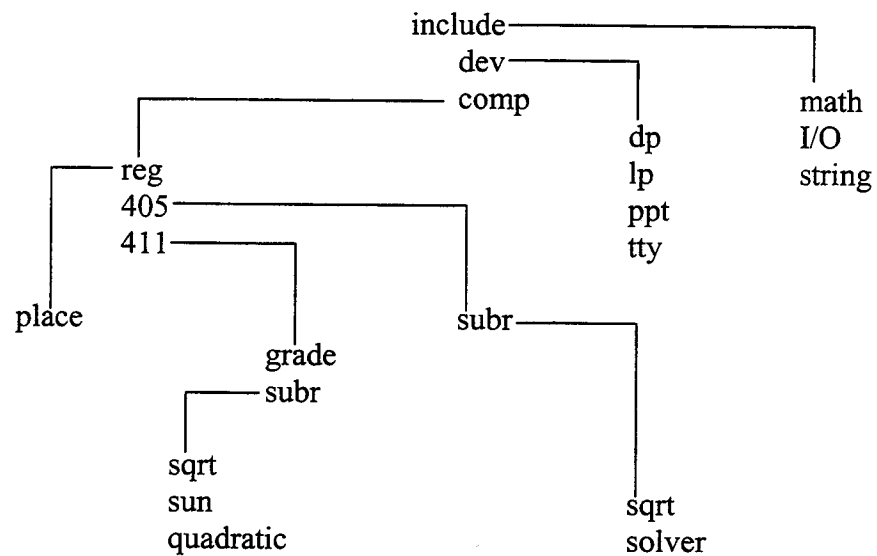 include
dev
comp
math
I/O
string
dp
lp
ppt
tty
reg
405
411
place
subr
grade
subr
sqrt
sun
quadratic
sqrt
solver